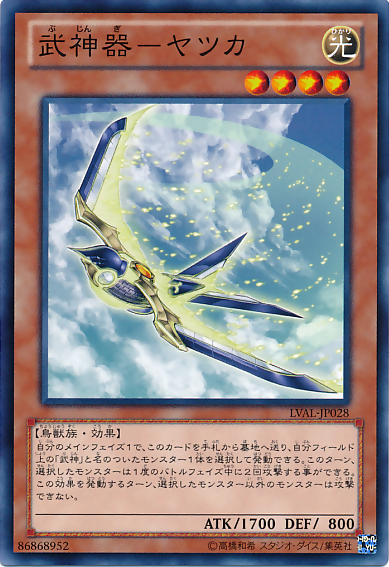 武神器－ヤツカ
光
LVAL-JP028
【鳥獣族・効果】
自分のメインフェイズ1で、このカードを手札から墓地へ送り、自分フィールド
上の「武神」と名のついたモンスター1体を選択して発動できる。このターン、
選択したモンスターは1度のバトルフェイズ中に2回攻撃する事ができる。
この効果を発動するターン、選択したモンスター以外のモンスターは攻撃
できない。
ATK/1700 DEF/ 800
86868952
©高橋和希 スタジオ・ダイス/集英社